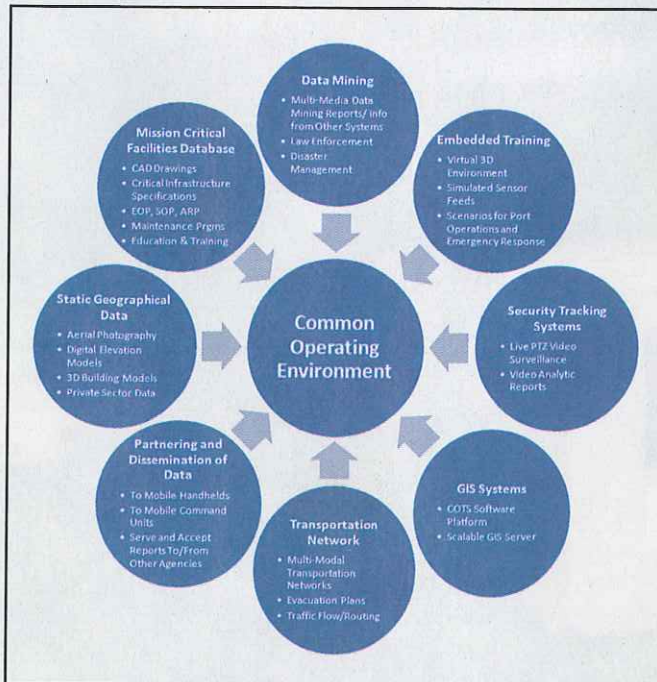 Data Mining
• Multi-Media Data
Mining Reports/ Info
from Other Systems
• Law Enforcement
• Disaster
Management
Embedded Training
• Virtual 3D
Environment
• Simulated Sensor
Feeds
• Scenarios for Port
Operations and
Emergency Response
Security Tracking
Systems
• Live PTZ Video
Surveillance
• Video Analytic
Reports
GIS Systems
• COTS Software
Platform
• Scalable GIS Server
Transportation
Network
• Multi-Modal
Transportation
Networks
• Evacuation Plans
• Traffic Flow/Routing
Partnering and
Dissemination of
Data
• To Mobile Handhelds
• To Mobile Command
Units
• Serve and Accept
Reports To/From
Other Agencies
Static Geographical
Data
• Aerial Photography
• Digital Elevation
Models
• 3D Building Models
• Private Sector Data
Mission Critical
Facilities Database
• CAD Drawings
• Critical Infrastructure
Specifications
• EOP, SOP, ARP
• Maintenance Prgms
• Education & Training
Common
Operating
Environment